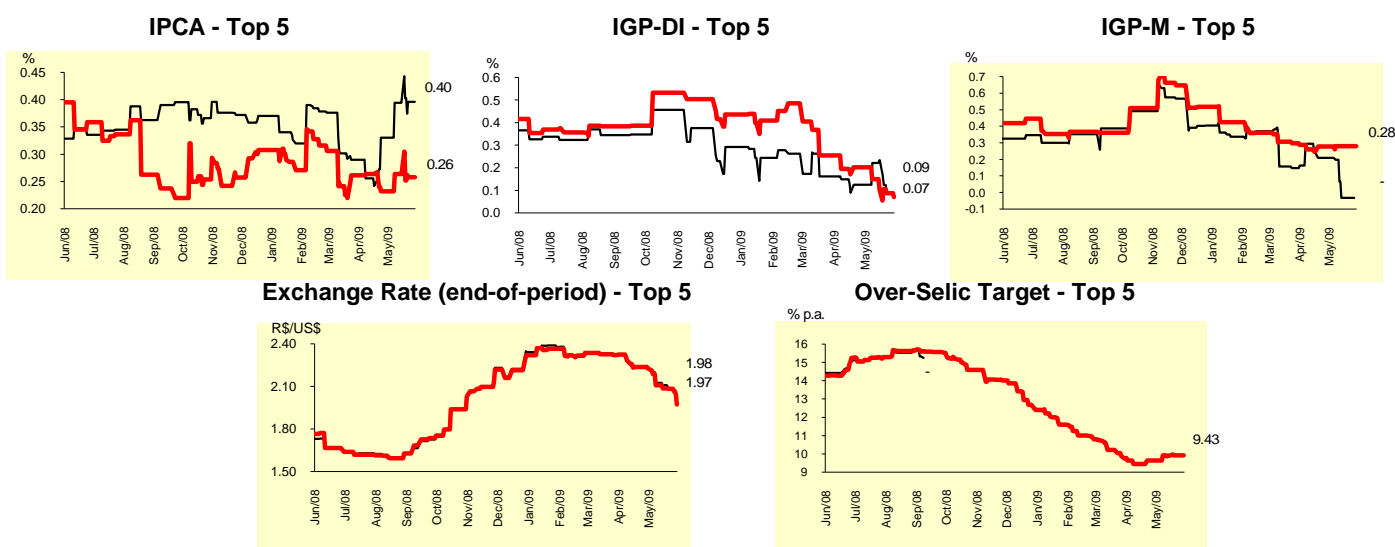 IPCA - Top 5
%
0.45
0.40
0.35
0.30
0.25
0.20
0.40
0.26
Jun/08
Jul/08
Aug/08
Sep/08
Oct/08
Nov/08
Dec/08
Jan/09
Feb/09
Mar/09
Apr/09
May/09
IGP-DI - Top 5
%
0.6
0.5
0.4
0.3
0.2
0.1
0.0
0.09
0.07
Jun/08
Jul/08
Aug/08
Sep/08
Oct/08
Nov/08
Dec/08
Jan/09
Feb/09
Mar/09
Apr/09
May/09
IGP-M - Top 5
%
0.7
0.6
0.5
0.4
0.3
0.2
0.1
0.0
-0.1
0.28
-
Jun/08
Jul/08
Aug/08
Sep/08
Oct/08
Nov/08
Dec/08
Jan/09
Feb/09
Mar/09
Apr/09
May/09
Exchange Rate (end-of-period) - Top 5
R$/US$
2.40
2.10
1.80
1.50
1.98
1.97
Jun/08
Jul/08
Aug/08
Sep/08
Oct/08
Nov/08
Dec/08
Jan/09
Feb/09
Mar/09
Apr/09
May/09
Over-Selic Target - Top 5
% p.a.
16
15
14
13
12
11
10
9
-
9.43
Jun/08
Jul/08
Aug/08
Sep/08
Oct/08
Nov/08
Dec/08
Jan/09
Feb/09
Mar/09
Apr/09
May/09